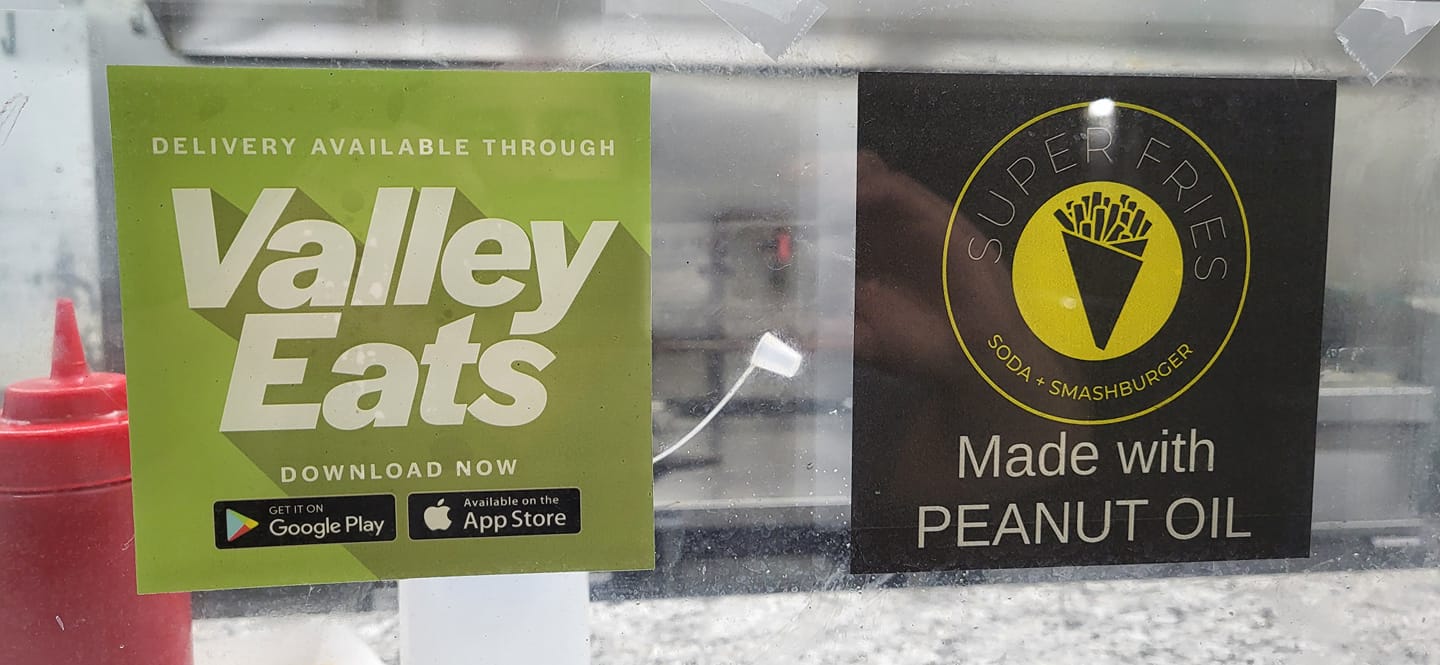 DELIVERY AVAILABLE THROUGH
Valley
Eats
DOWNLOAD NOW
GET IT ON
Google Play
Available on the
App Store
SUPER FRIES
SODA + SMASHBURGER
Made with
PEANUT OIL